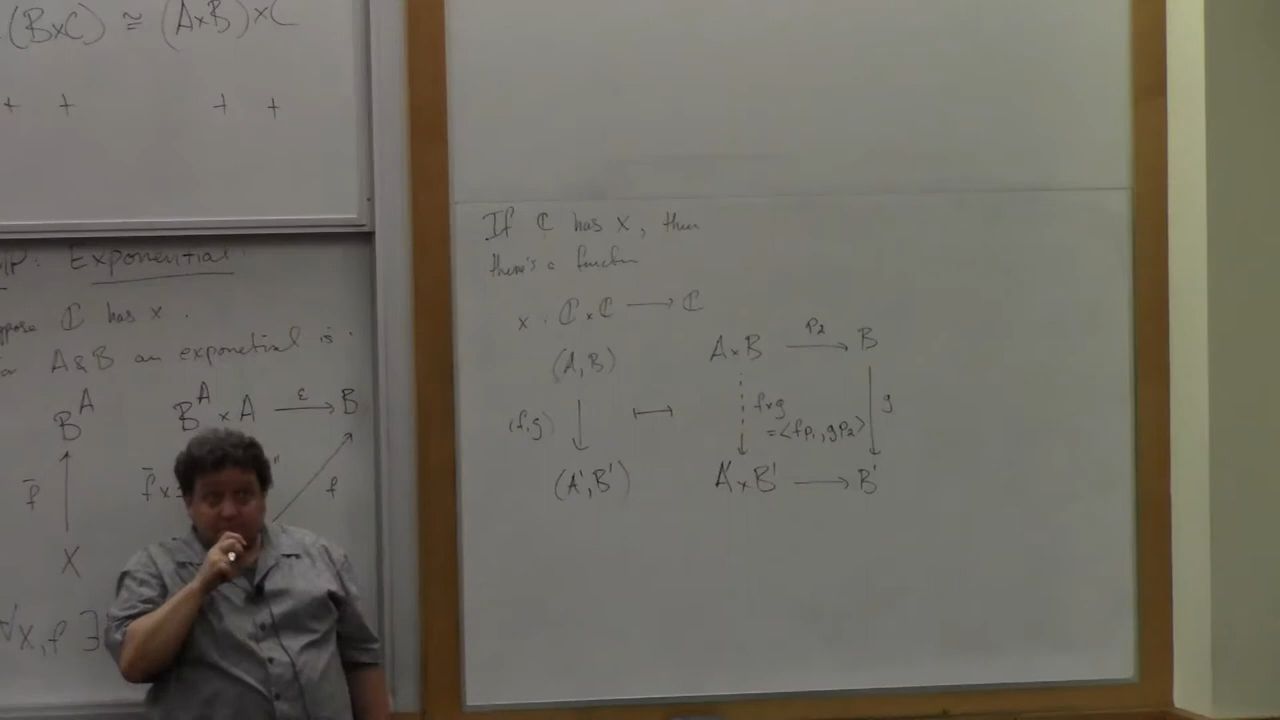 (B×C) ≅ (A×B)×C
+ + + +
Exponential
ℂ has ×.
A & B an exponential is:
B^A B^A × A ε B
f̄ f̄ × f
X
∀X, f ∃
If ℂ has ×, then
there's a functor
× : ℂ × ℂ ⟶ ℂ
(A, B) A×B p₂ B
(f, g) ⟼ f×g g
= <fp₁, gp₂>
(A', B') A'×B' ⟶ B'